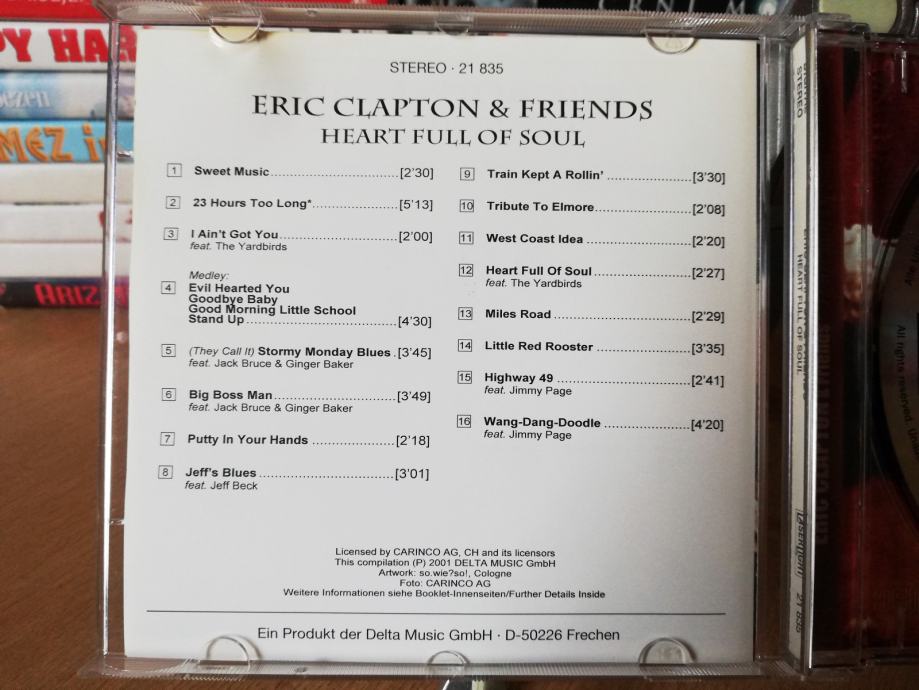 STEREO · 21 835
ERIC CLAPTON & FRIENDS
HEART FULL OF SOUL
1 Sweet Music [2'30]
2 23 Hours Too Long* [5'13]
3 I Ain't Got You [2'00]
feat. The Yardbirds
Medley:
4 Evil Hearted You
Goodbye Baby
Good Morning Little School
Stand Up [4'30]
5 (They Call It) Stormy Monday Blues [3'45]
feat. Jack Bruce & Ginger Baker
6 Big Boss Man [3'49]
feat. Jack Bruce & Ginger Baker
7 Putty In Your Hands [2'18]
8 Jeff's Blues [3'01]
feat. Jeff Beck
9 Train Kept A Rollin' [3'30]
10 Tribute To Elmore [2'08]
11 West Coast Idea [2'20]
12 Heart Full Of Soul [2'27]
feat. The Yardbirds
13 Miles Road [2'29]
14 Little Red Rooster [3'35]
15 Highway 49 [2'41]
feat. Jimmy Page
16 Wang-Dang-Doodle [4'20]
feat. Jimmy Page
Licensed by CARINCO AG, CH and its licensors
This compilation (P) 2001 DELTA MUSIC GmbH
Artwork: so.wie?so!, Cologne
Foto: CARINCO AG
Weitere Informationen siehe Booklet-Innenseiten/Further Details Inside
Ein Produkt der Delta Music GmbH · D-50226 Frechen
STEREO
HEART FULL OF SOUL
LASERLIGHT
21 835
All rights reserved.